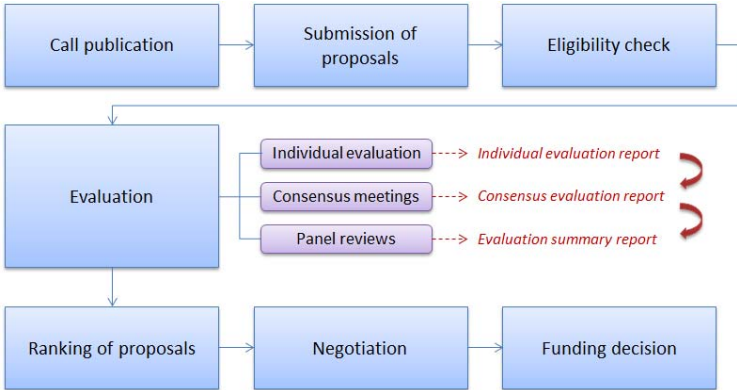 Call publication
Submission of
proposals
Eligibility check
Evaluation
Individual evaluation
Individual evaluation report
Consensus meetings
Consensus evaluation report
Panel reviews
Evaluation summary report
Ranking of proposals
Negotiation
Funding decision